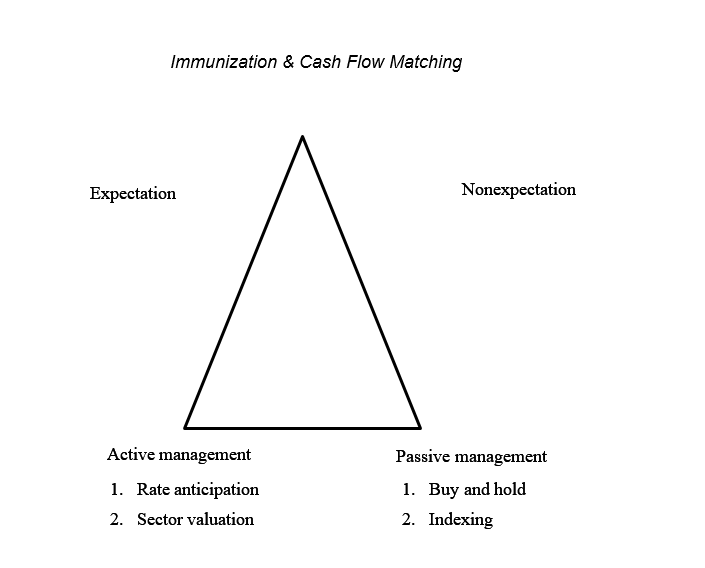 Immunization & Cash Flow Matching
Expectation
Nonexpectation
Active management
1. Rate anticipation
2. Sector valuation
Passive management
1. Buy and hold
2. Indexing